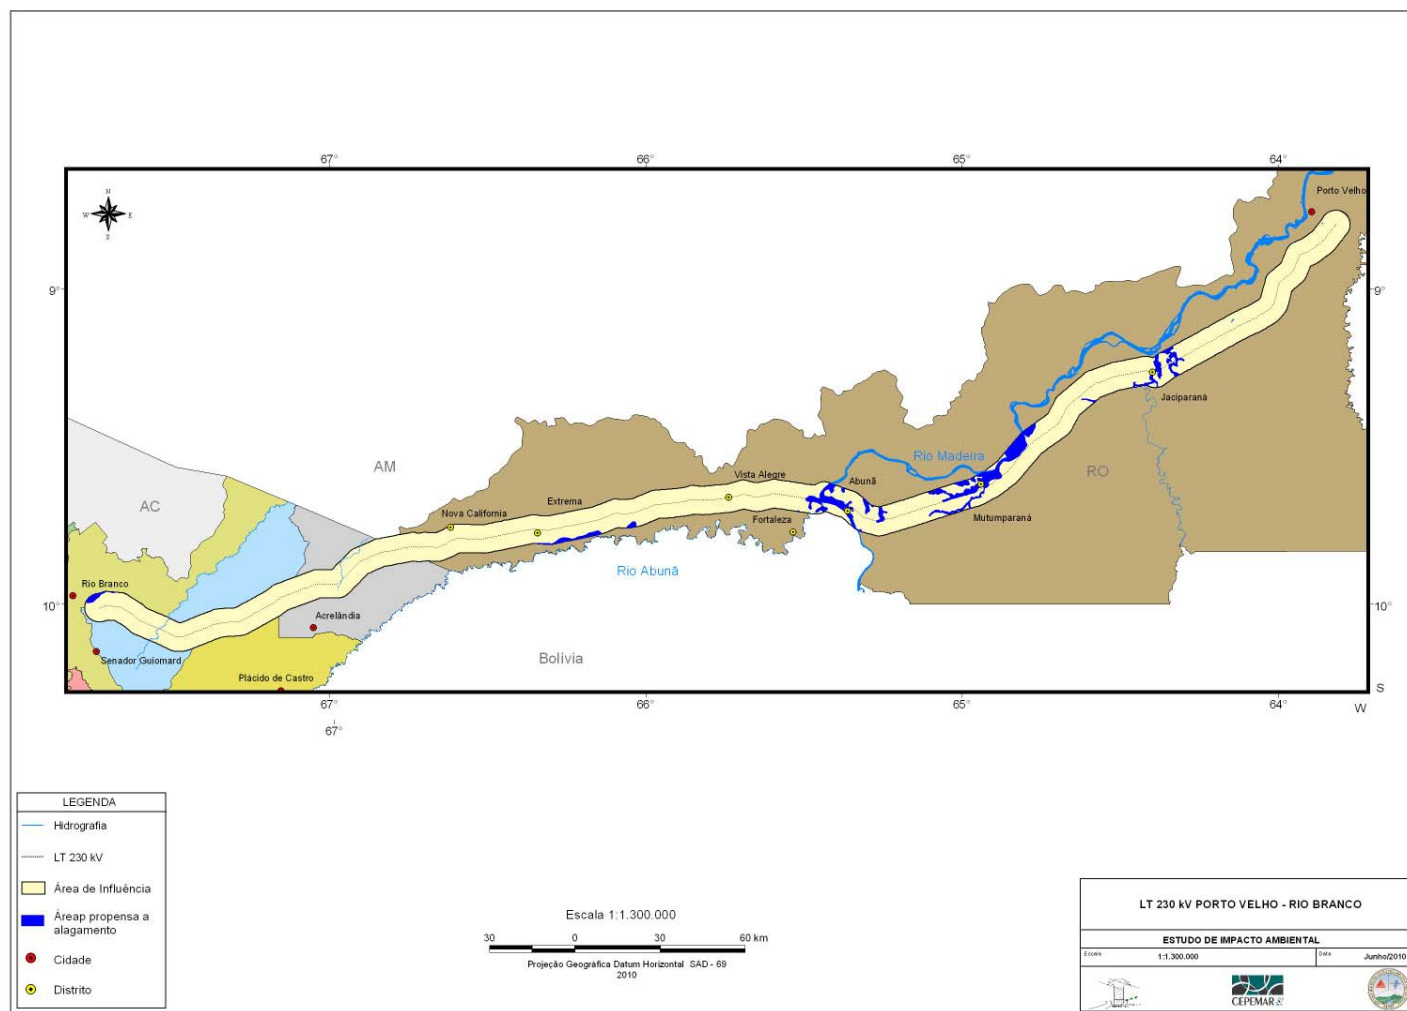 67°
66°
65°
64°
N
W
E
S
Porto Velho
9°
9°
Jaciparaná
Rio Madeira
RO
AM
AC
Vista Alegre
Abunã
Extrema
Nova California
Fortaleza
Mutumparaná
Rio Abunã
Rio Branco
10°
10°
Acrelândia
Senador Guiomard
Bolívia
Plácido de Castro
S
67°
66°
65°
64°
W
67°
LEGENDA
Hidrografia
LT 230 kV
Área de Influência
Áreap propensa a
alagamento
Cidade
Distrito
Escala 1:1.300.000
30
0
30
60 km
Projeção Geográfica Datum Horizontal SAD - 69
2010
LT 230 kV PORTO VELHO - RIO BRANCO
ESTUDO DE IMPACTO AMBIENTAL
Escala
1:1.300.000
Data
Junho/2010
CEPEMAR